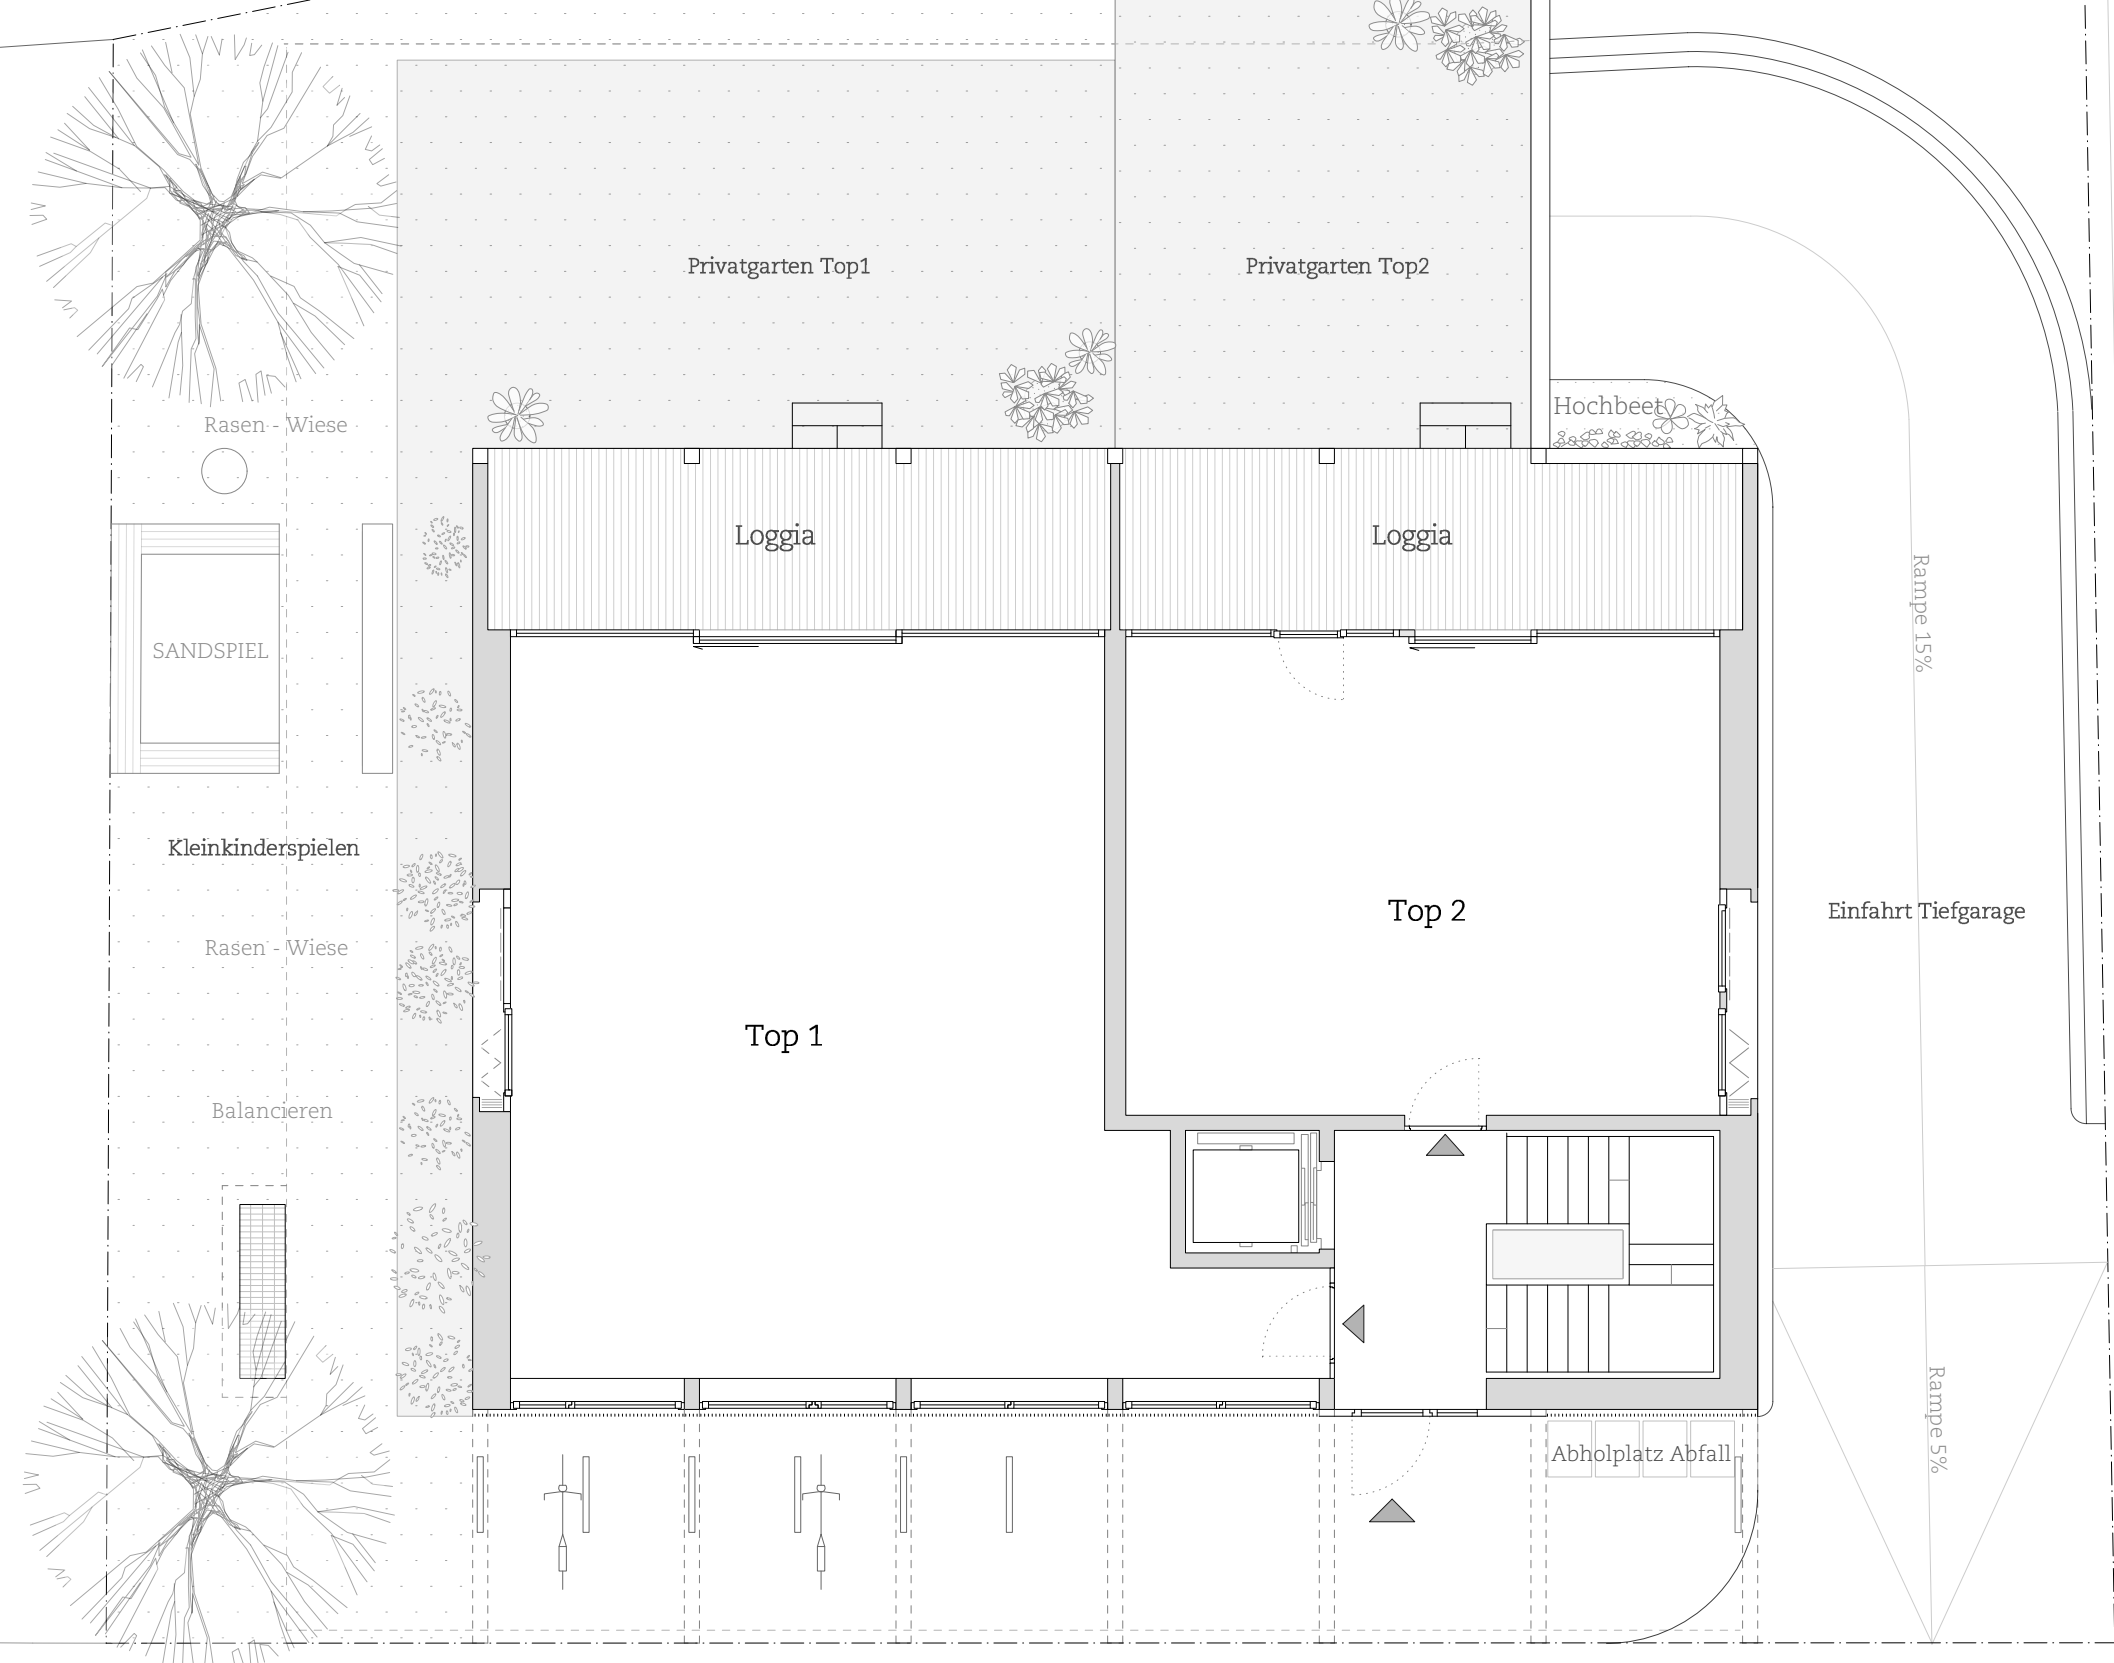 Privatgarten Top1
Privatgarten Top2
Hochbeet
Rasen - Wiese
Loggia
Loggia
Rampe 15%
SANDSPIEL
Kleinkinderspielen
Top 2
Einfahrt Tiefgarage
Rasen - Wiese
Top 1
Balancieren
Rampe 5%
Abholplatz Abfall